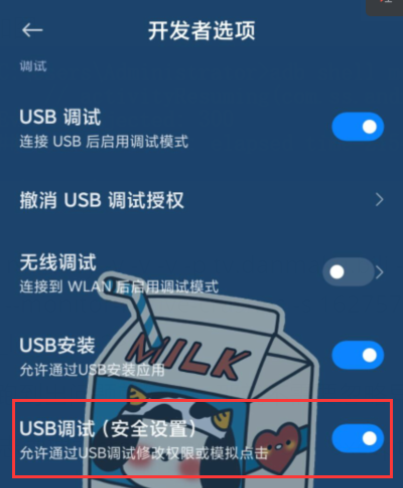 开发者选项
调试
USB 调试
连接 USB 后启用调试模式
撤消 USB 调试授权
无线调试
连接到 WLAN 后启用调试模式
MILK
USB安装
允许通过USB安装应用
USB调试（安全设置）
允许通过USB调试修改权限或模拟点击